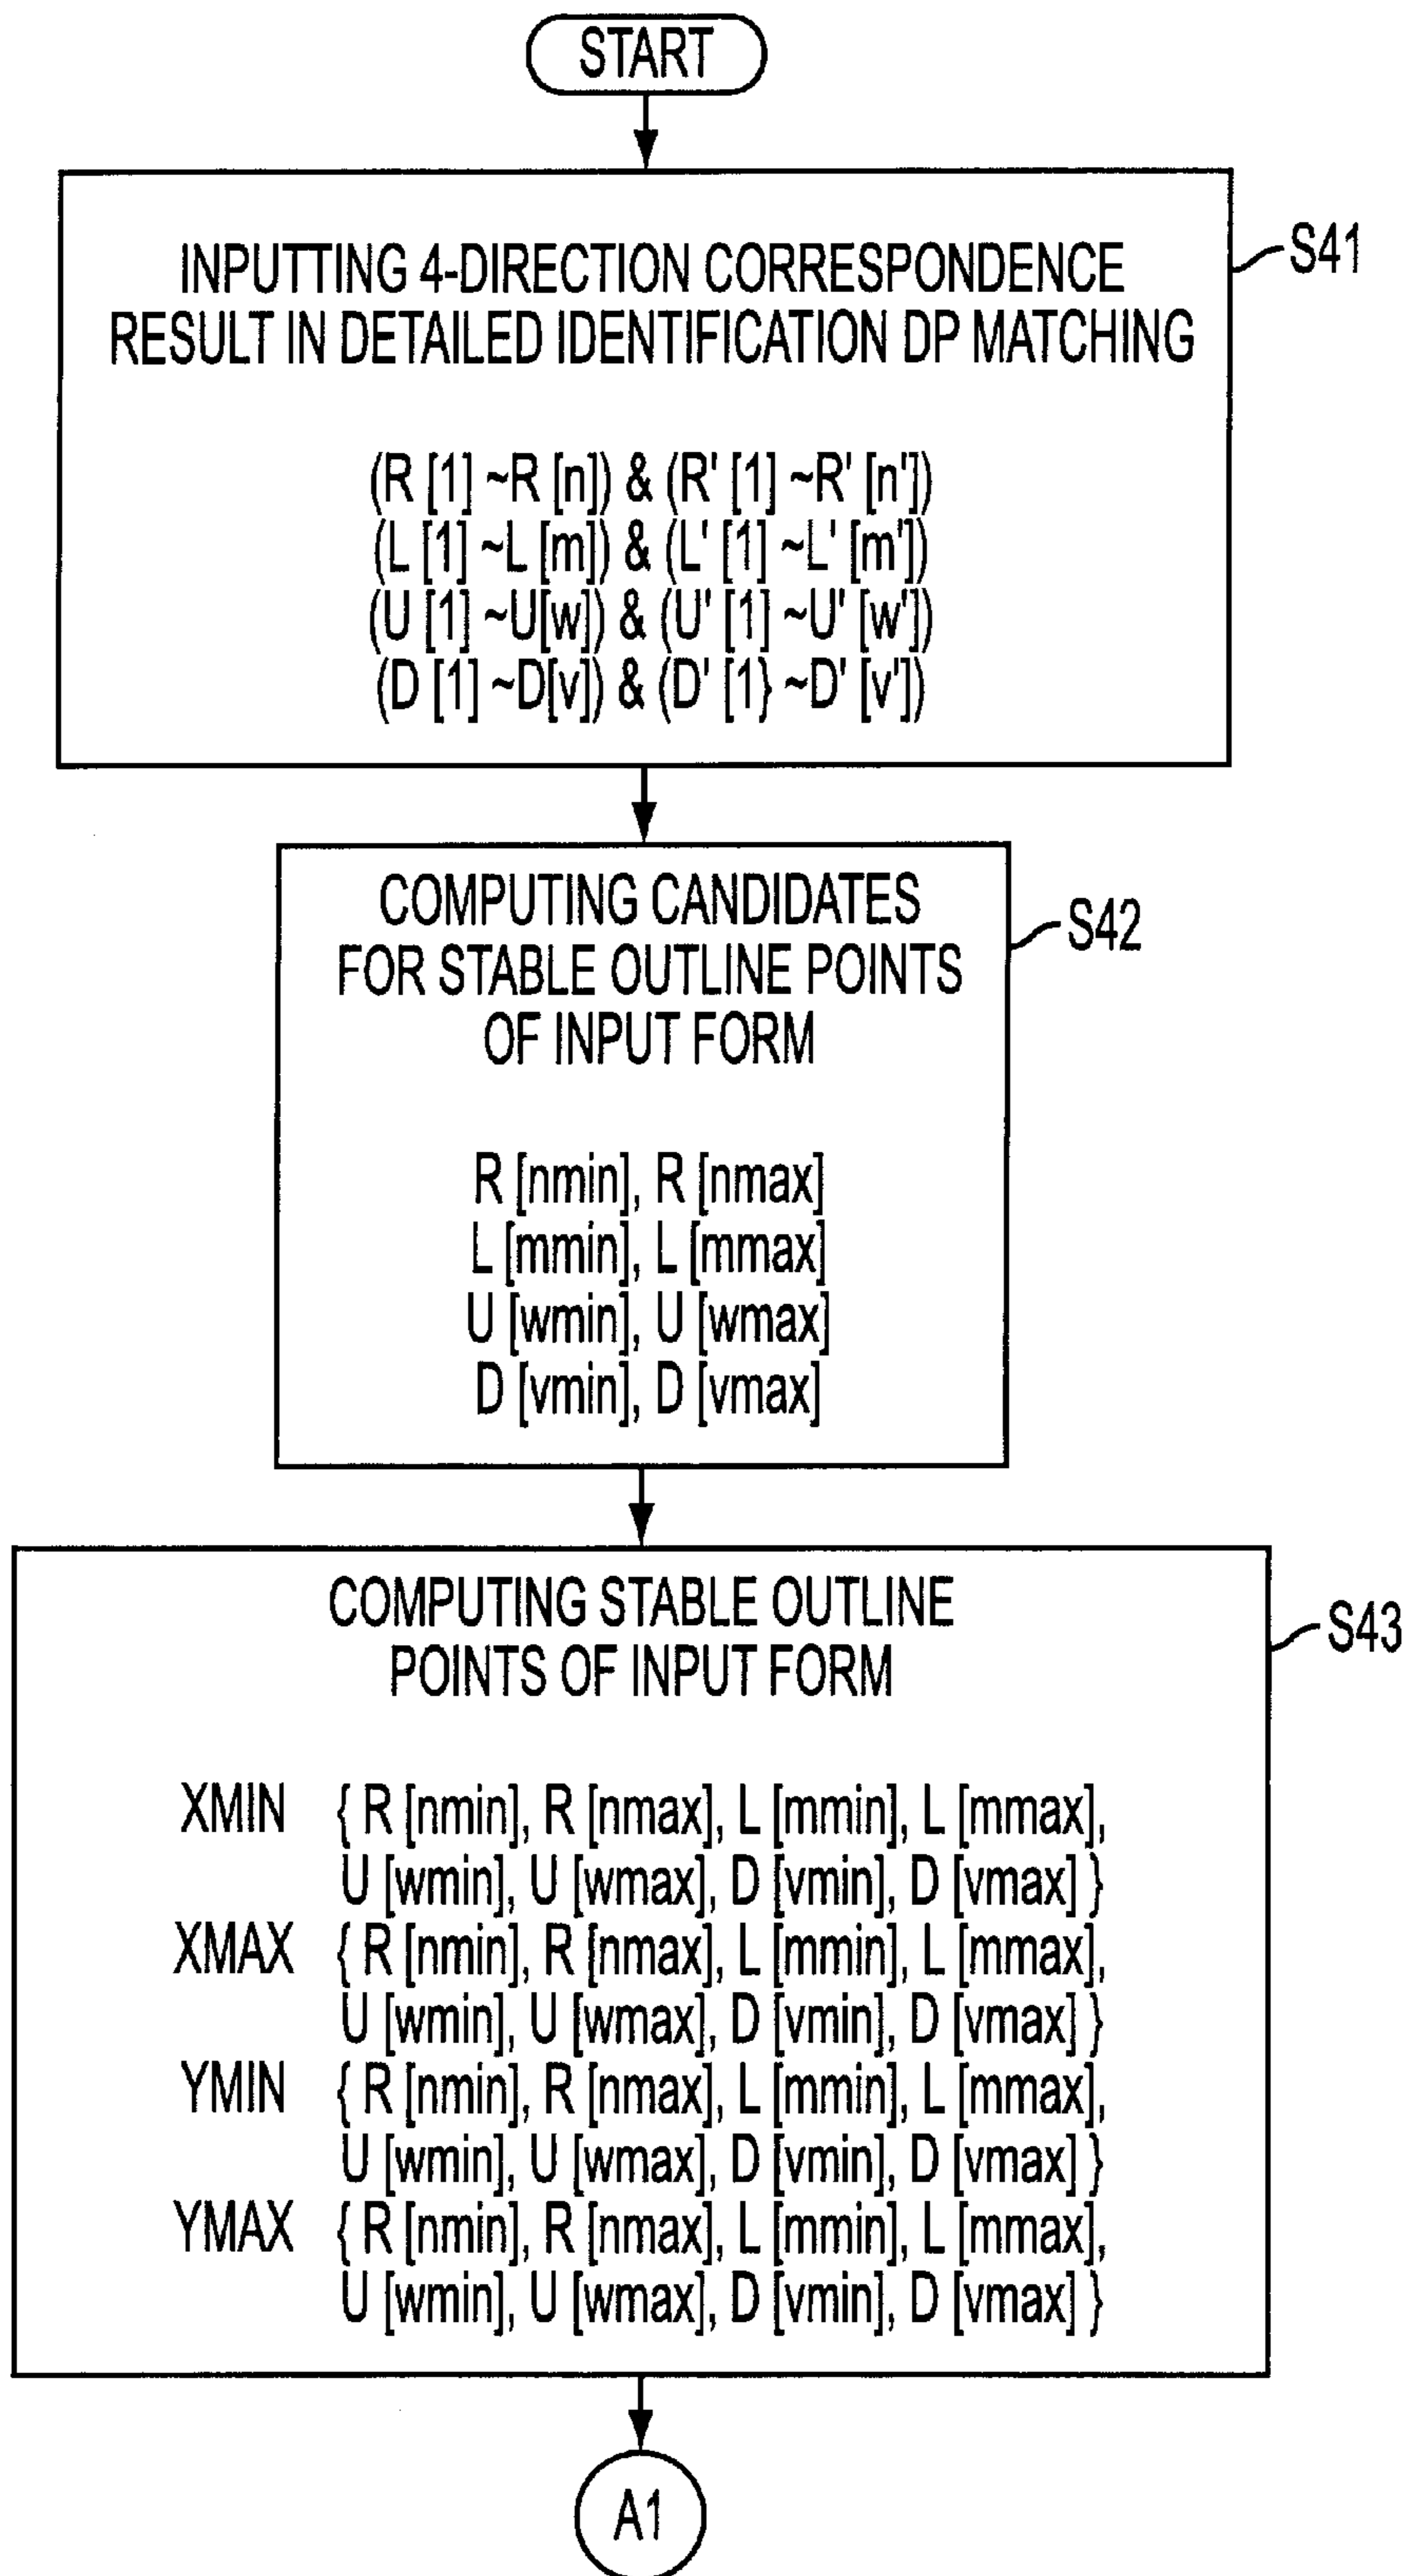 START
INPUTTING 4-DIRECTION CORRESPONDENCE
RESULT IN DETAILED IDENTIFICATION DP MATCHING
S41
(R [1] ~R [n]) & (R' [1] ~R' [n'])
(L [1] ~L [m]) & (L' [1] ~L' [m'])
(U [1] ~U[w]) & (U' [1] ~U' [w'])
(D [1] ~D[v]) & (D' [1} ~D' [v'])
COMPUTING CANDIDATES
FOR STABLE OUTLINE POINTS
OF INPUT FORM
S42
R [nmin], R [nmax]
L [mmin], L [mmax]
U [wmin], U [wmax]
D [vmin], D [vmax]
COMPUTING STABLE OUTLINE
POINTS OF INPUT FORM
S43
XMIN { R [nmin], R [nmax], L [mmin], L [mmax],
U [wmin], U [wmax], D [vmin], D [vmax] }
XMAX { R [nmin], R [nmax], L [mmin], L [mmax],
U [wmin], U [wmax], D [vmin], D [vmax] }
YMIN { R [nmin], R [nmax], L [mmin], L [mmax],
U [wmin], U [wmax], D [vmin], D [vmax] }
YMAX { R [nmin], R [nmax], L [mmin], L [mmax],
U [wmin], U [wmax], D [vmin], D [vmax] }
A1